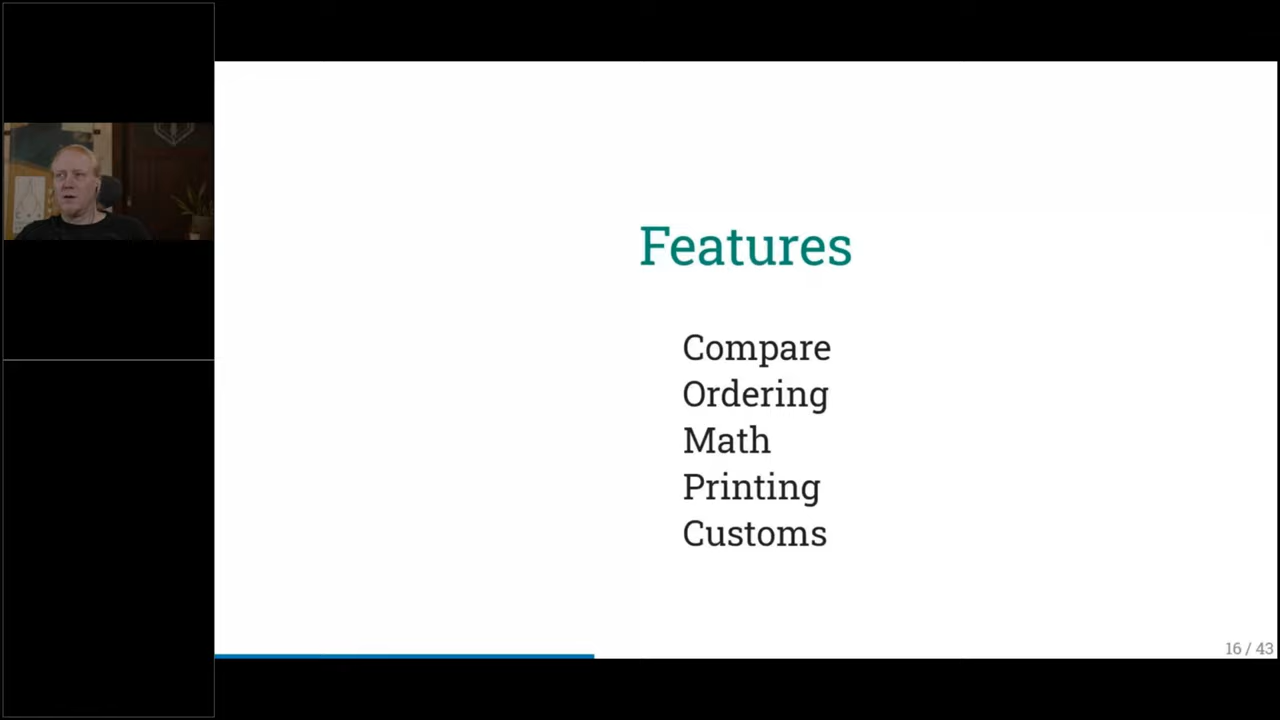 Features
Compare
Ordering
Math
Printing
Customs
16 / 43